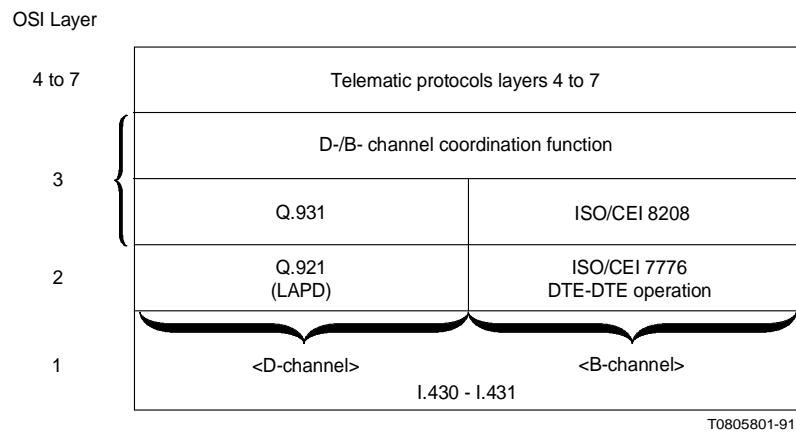 OSI Layer
4 to 7
Telematic protocols layers 4 to 7
D-/B- channel coordination function
3
Q.931
ISO/CEI 8208
2
Q.921
(LAPD)
ISO/CEI 7776
DTE-DTE operation
1
<D-channel>
<B-channel>
I.430 - I.431
T0805801-91